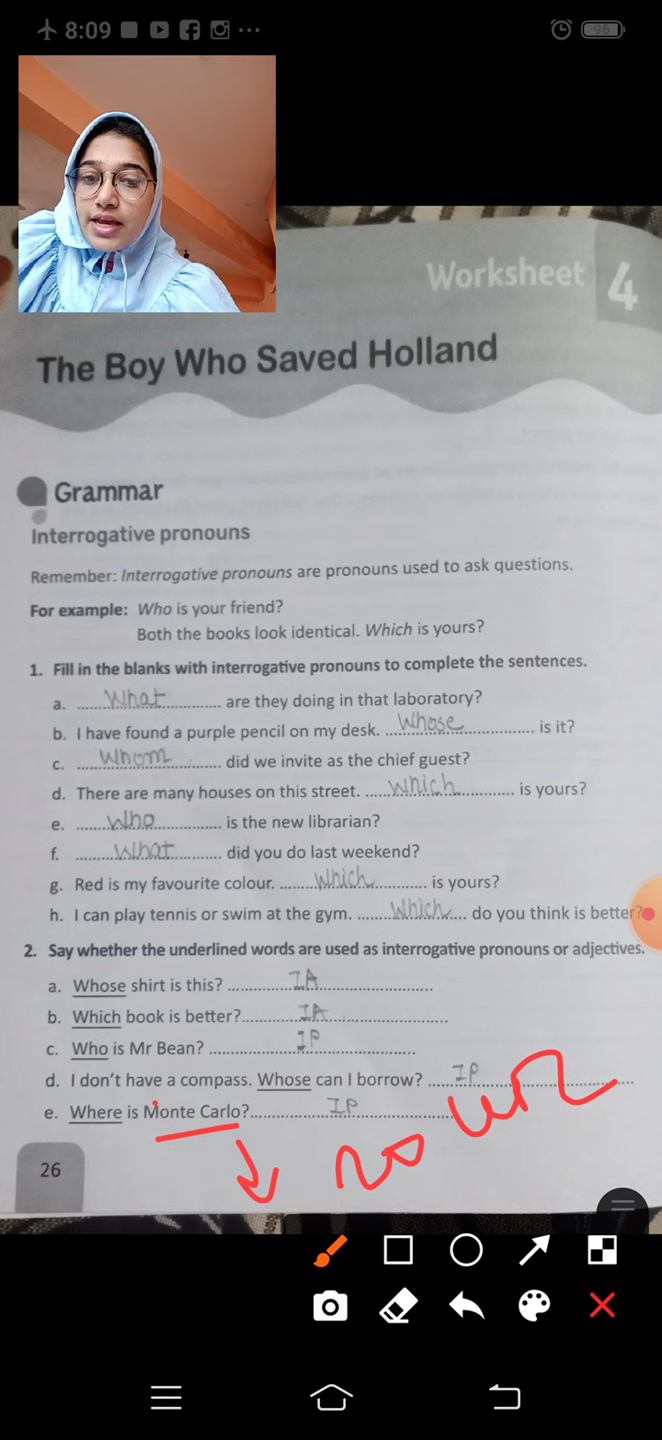 8:09
96
Worksheet 4
The Boy Who Saved Holland
Grammar
Interrogative pronouns
Remember: Interrogative pronouns are pronouns used to ask questions.
For example: Who is your friend?
Both the books look identical. Which is yours?
1. Fill in the blanks with interrogative pronouns to complete the sentences.
a. What are they doing in that laboratory?
b. I have found a purple pencil on my desk. Whose is it?
c. Whom did we invite as the chief guest?
d. There are many houses on this street. Which is yours?
e. Who is the new librarian?
f. What did you do last weekend?
g. Red is my favourite colour. Which is yours?
h. I can play tennis or swim at the gym. Which do you think is better?
2. Say whether the underlined words are used as interrogative pronouns or adjectives.
a. Whose shirt is this? IA
b. Which book is better? IA
c. Who is Mr Bean? IP
d. I don't have a compass. Whose can I borrow? IP
e. Where is Monte Carlo? IP
noun
26